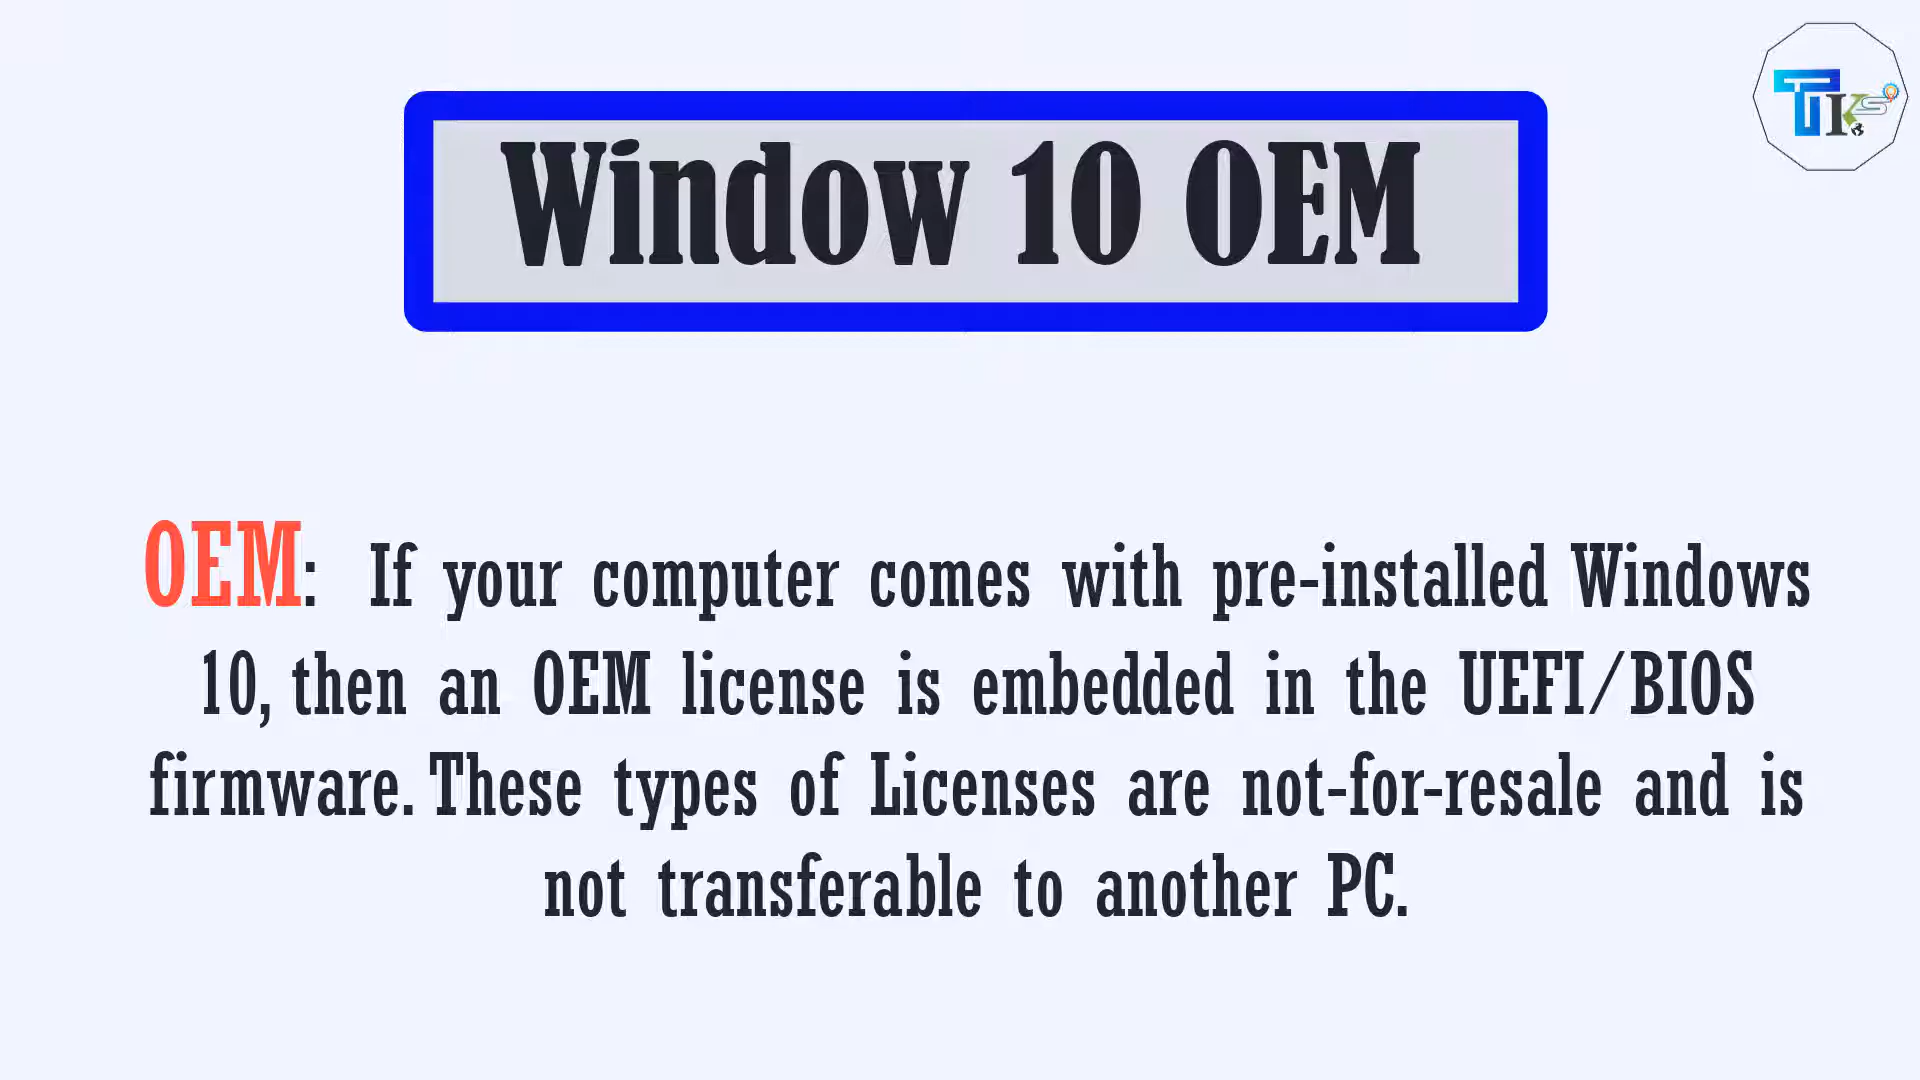 TKS
Window 10 OEM
OEM: If your computer comes with pre-installed Windows
10, then an OEM license is embedded in the UEFI/BIOS
firmware. These types of Licenses are not-for-resale and is
not transferable to another PC.